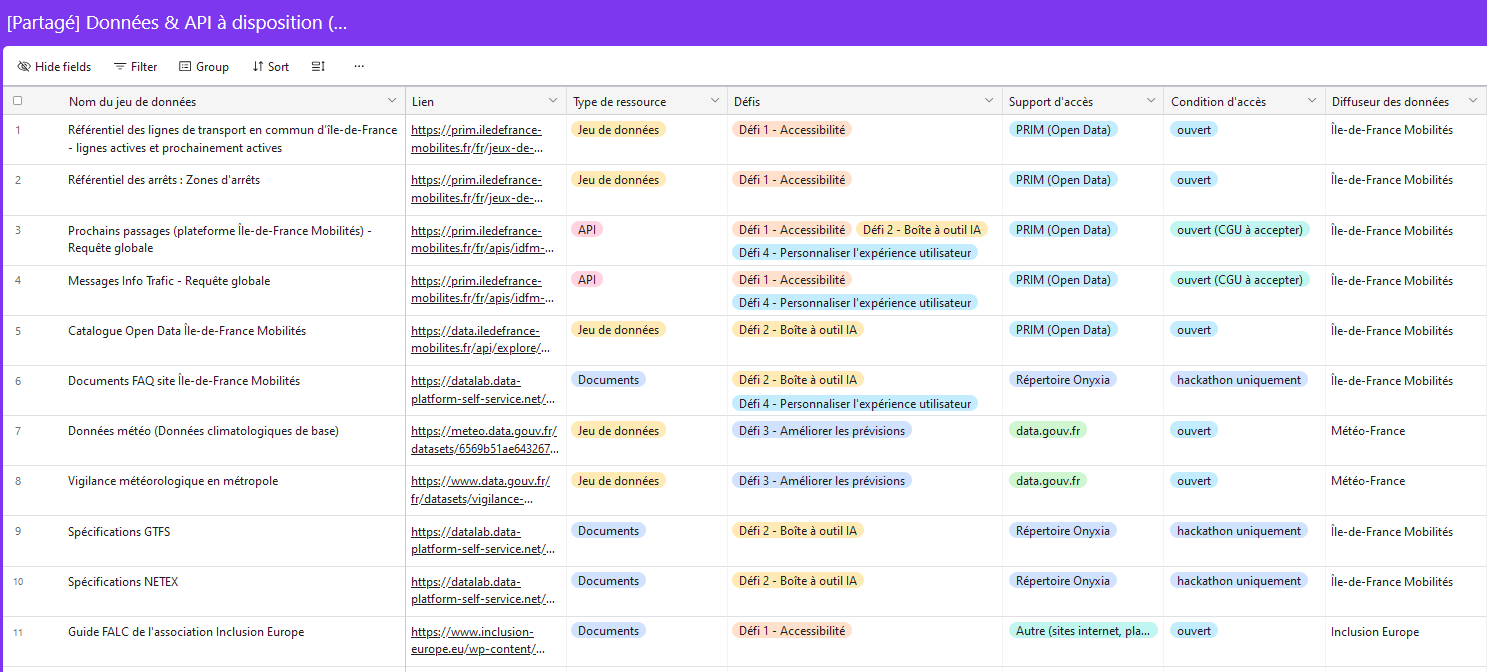 [Partagé] Données & API à disposition (...
Hide fields Filter Group Sort ...
Nom du jeu de données Lien Type de ressource Défis Support d'accès Condition d'accès Diffuseur des données
1 Référentiel des lignes de transport en commun d'île-de-France https://prim.iledefrance- Jeu de données Défi 1 - Accessibilité PRIM (Open Data) ouvert Île-de-France Mobilités
- lignes actives et prochainement actives mobilites.fr/fr/jeux-de-...
2 Référentiel des arrêts : Zones d'arrêts https://prim.iledefrance- Jeu de données Défi 1 - Accessibilité PRIM (Open Data) ouvert Île-de-France Mobilités
mobilites.fr/fr/jeux-de-...
3 Prochains passages (plateforme Île-de-France Mobilités) - https://prim.iledefrance- API Défi 1 - Accessibilité Défi 2 - Boîte à outil IA PRIM (Open Data) ouvert (CGU à accepter) Île-de-France Mobilités
Requête globale mobilites.fr/fr/apis/idfm-... Défi 4 - Personnaliser l'expérience utilisateur
4 Messages Info Trafic - Requête globale https://prim.iledefrance- API Défi 1 - Accessibilité PRIM (Open Data) ouvert (CGU à accepter) Île-de-France Mobilités
mobilites.fr/fr/apis/idfm-... Défi 4 - Personnaliser l'expérience utilisateur
5 Catalogue Open Data Île-de-France Mobilités https://data.iledefrance- Jeu de données Défi 2 - Boîte à outil IA PRIM (Open Data) ouvert Île-de-France Mobilités
mobilites.fr/api/explore/...
6 Documents FAQ site Île-de-France Mobilités https://datalab.data- Documents Défi 2 - Boîte à outil IA Répertoire Onyxia hackathon uniquement Île-de-France Mobilités
platform-self-service.net/... Défi 4 - Personnaliser l'expérience utilisateur
7 Données météo (Données climatologiques de base) https://meteo.data.gouv.fr/ Jeu de données Défi 3 - Améliorer les prévisions data.gouv.fr ouvert Météo-France
datasets/6569b51ae643267...
8 Vigilance météorologique en métropole https://www.data.gouv.fr/ Jeu de données Défi 3 - Améliorer les prévisions data.gouv.fr ouvert Météo-France
fr/datasets/vigilance-...
9 Spécifications GTFS https://datalab.data- Documents Défi 2 - Boîte à outil IA Répertoire Onyxia hackathon uniquement Île-de-France Mobilités
platform-self-service.net/...
10 Spécifications NETEX https://datalab.data- Documents Défi 2 - Boîte à outil IA Répertoire Onyxia hackathon uniquement Île-de-France Mobilités
platform-self-service.net/...
11 Guide FALC de l'association Inclusion Europe https://www.inclusion- Documents Défi 1 - Accessibilité Autre (sites internet, pla... ouvert Inclusion Europe
europe.eu/wp-content/...